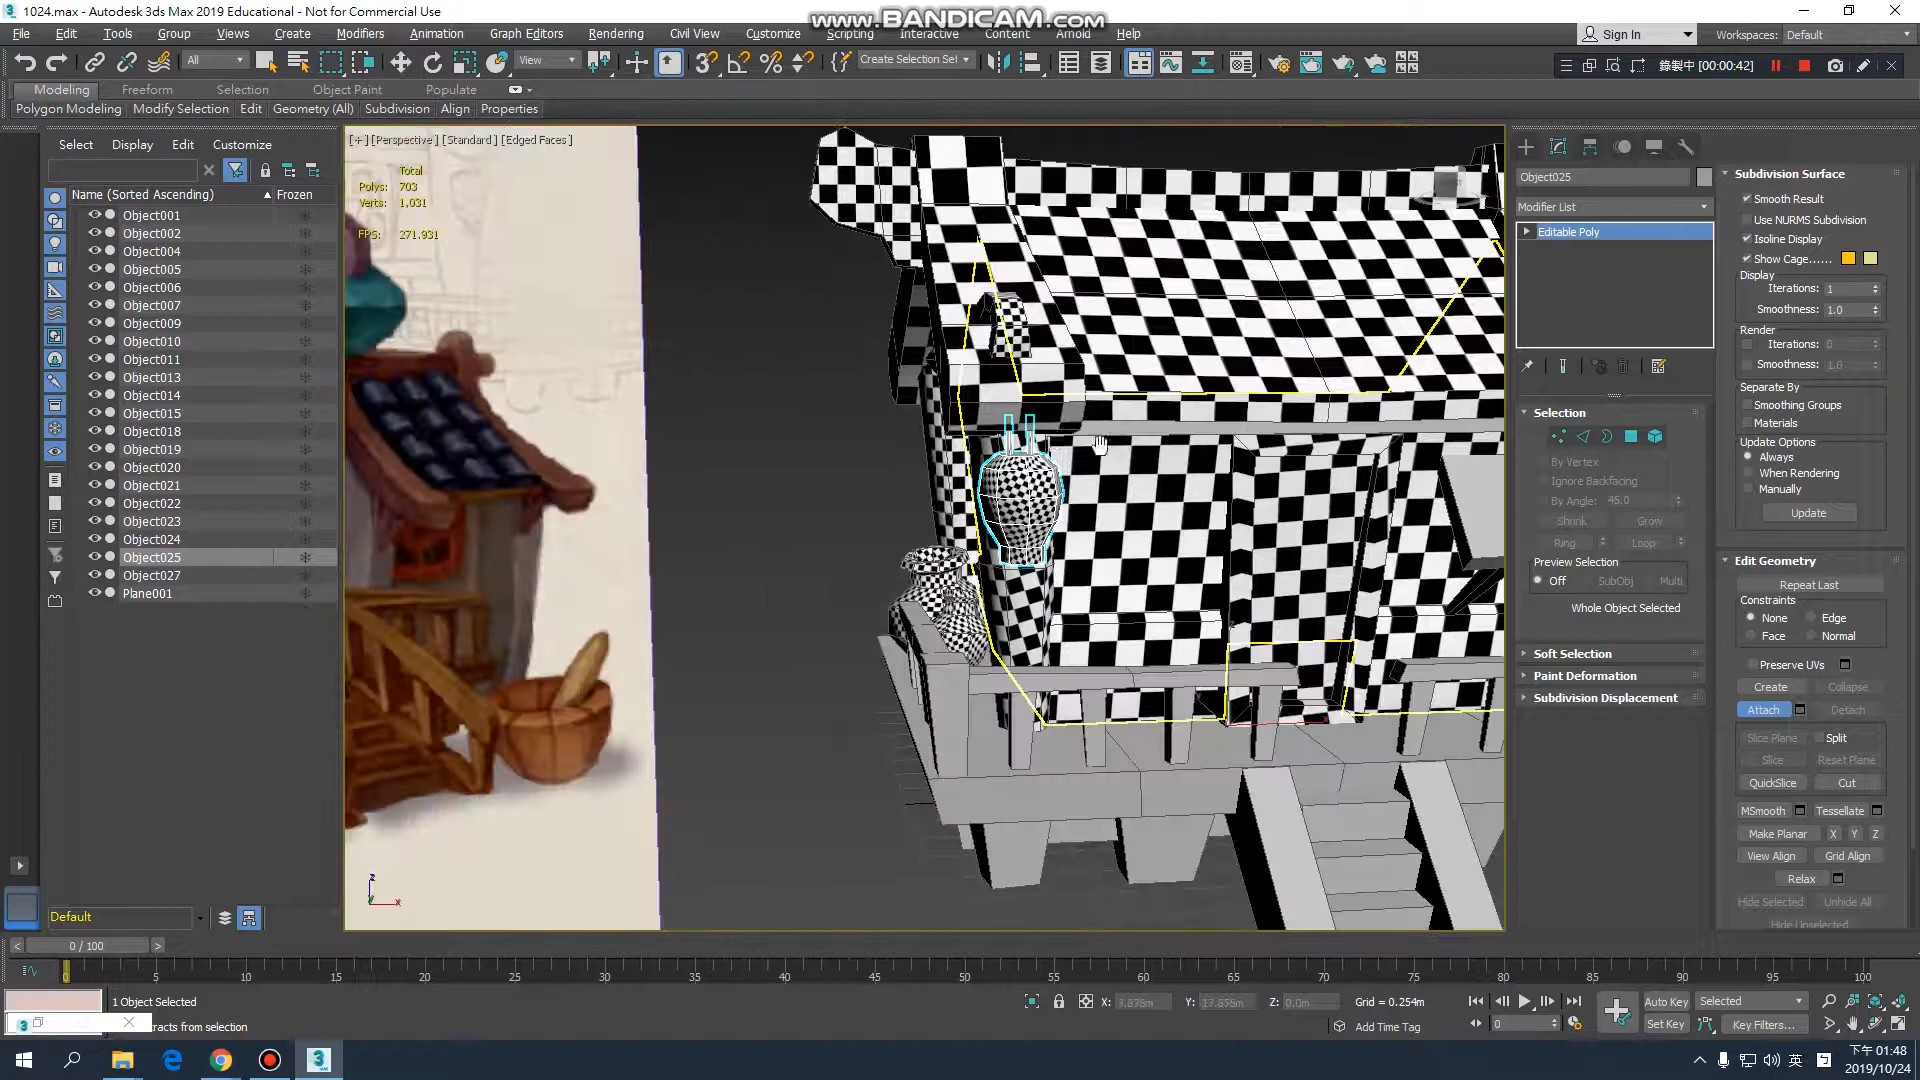 1024.max - Autodesk 3ds Max 2019 Educational - Not for Commercial Use
www.BANDICAM.com
File Edit Tools Group Views Create Modifiers Animation Graph Editors Rendering Civil View Customize Scripting Interactive Content Arnold Help
Sign In Workspaces: Default
All View Create Selection Set 錄製中 [00:00:42]
Modeling Freeform Selection Object Paint Populate
Polygon Modeling Modify Selection Edit Geometry (All) Subdivision Align Properties
Select Display Edit Customize
Name (Sorted Ascending) Frozen
Object001
Object002
Object004
Object005
Object006
Object007
Object009
Object010
Object011
Object013
Object014
Object015
Object018
Object019
Object020
Object021
Object022
Object023
Object024
Object025
Object027
Plane001
Default
[+] [Perspective] [Standard] [Edged Faces]
Total
Polys: 703
Verts: 1,031
FPS: 271.931
z
x
Object025
Modifier List
Editable Poly
Selection
By Vertex
Ignore Backfacing
By Angle: 45.0
Shrink Grow
Ring Loop
Preview Selection
Off SubObj Multi
Whole Object Selected
Soft Selection
Paint Deformation
Subdivision Displacement
Subdivision Surface
Smooth Result
Use NURMS Subdivision
Isoline Display
Show Cage......
Display
Iterations: 1
Smoothness: 1.0
Render
Iterations: 0
Smoothness: 1.0
Separate By
Smoothing Groups
Materials
Update Options
Always
When Rendering
Manually
Update
Edit Geometry
Repeat Last
Constraints
None Edge
Face Normal
Preserve UVs
Create Collapse
Attach Detach
Slice Plane Split
Slice Reset Plane
QuickSlice Cut
MSmooth Tessellate
Make Planar X Y Z
View Align Grid Align
Relax
Hide Selected Unhide All
Hide Unselected
< 0 / 100 >
0 5 10 15 20 25 30 35 40 45 50 55 60 65 70 75 80 85 90 95 100
1 Object Selected
X: Y: Z: 0.0m Grid = 0.254m
Auto Key Selected
racts from selection
Add Time Tag
0
Set Key Key Filters...
英
下午 01:48
2019/10/24